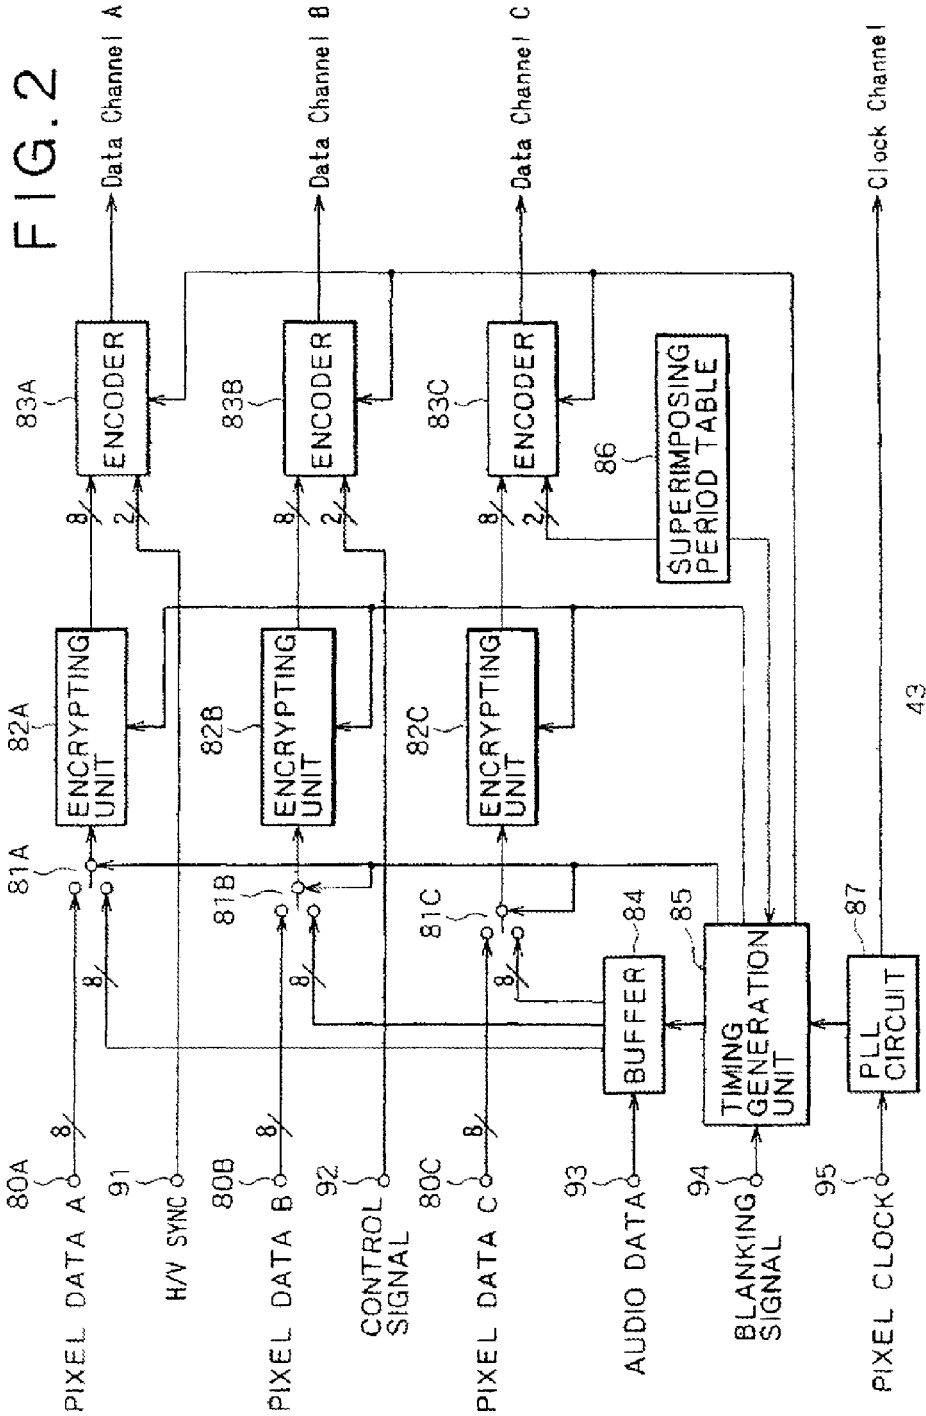 FIG. 2
PIXEL DATA A
80A
8
8
81A
82A
ENCRYPTING
UNIT
8
2
83A
ENCODER
Data Channel A
H/V SYNC
91
PIXEL DATA B
80B
8
8
81B
82B
ENCRYPTING
UNIT
8
2
83B
ENCODER
Data Channel B
CONTROL
SIGNAL
92
PIXEL DATA C
80C
8
8
81C
82C
ENCRYPTING
UNIT
8
2
83C
ENCODER
Data Channel C
AUDIO DATA
93
BUFFER
84
86
SUPERIMPOSING
PERIOD TABLE
BLANKING
SIGNAL
94
85
TIMING
GENERATION
UNIT
PIXEL CLOCK
95
PLL
CIRCUIT
87
Clock Channel
43